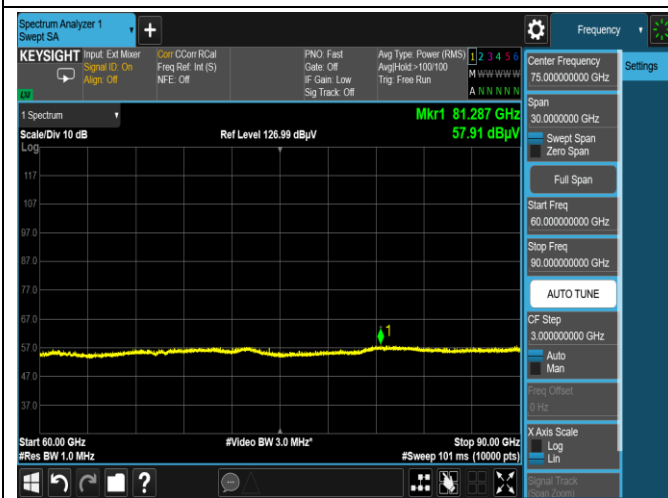 Spectrum Analyzer 1
Swept SA
Frequency
KEYSIGHT
Input: Ext Mixer
Signal ID: On
Align: Off
Corr CCorr RCal
Freq Ref: Int (S)
NFE: Off
PNO: Fast
Gate: Off
IF Gain: Low
Sig Track: Off
Avg Type: Power (RMS)
Avg|Hold:>100/100
Trig: Free Run
1 2 3 4 5 6
M W W W W W
A N N N N N
LXI
1 Spectrum
Scale/Div 10 dB
Ref Level 126.99 dBµV
Mkr1 81.287 GHz
57.91 dBµV
Log
117
107
97.0
87.0
77.0
67.0
57.0
47.0
37.0
1
Start 60.00 GHz
#Res BW 1.0 MHz
#Video BW 3.0 MHz*
Stop 90.00 GHz
#Sweep 101 ms (10000 pts)
Center Frequency
75.000000000 GHz
Settings
Span
30.0000000 GHz
Swept Span
Zero Span
Full Span
Start Freq
60.000000000 GHz
Stop Freq
90.000000000 GHz
AUTO TUNE
CF Step
3.000000000 GHz
Auto
Man
Freq Offset
0 Hz
X Axis Scale
Log
Lin
Signal Track
(Span Zoom)